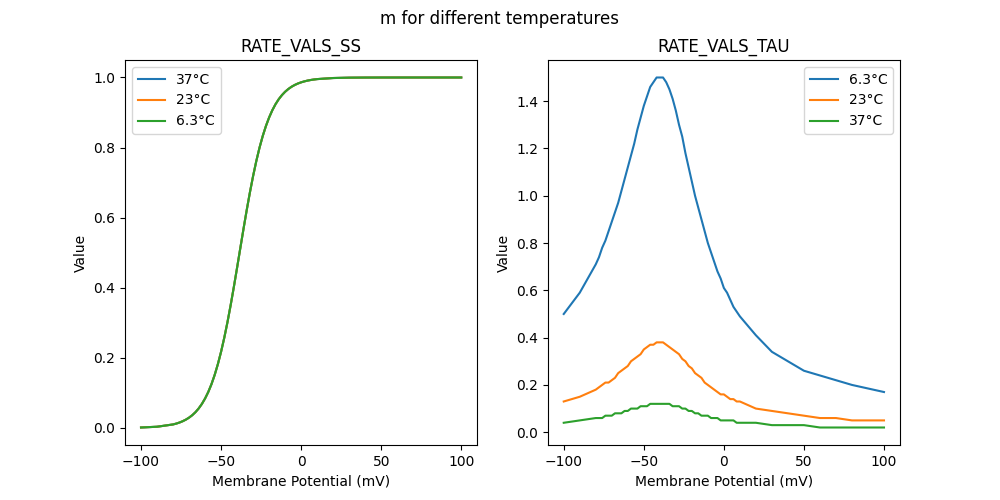 m for different temperatures
RATE_VALS_SS
37°C
23°C
6.3°C
1.0
0.8
0.6
0.4
0.2
0.0
Value
−100
−50
0
50
100
Membrane Potential (mV)
RATE_VALS_TAU
6.3°C
23°C
37°C
1.4
1.2
1.0
0.8
0.6
0.4
0.2
0.0
Value
−100
−50
0
50
100
Membrane Potential (mV)